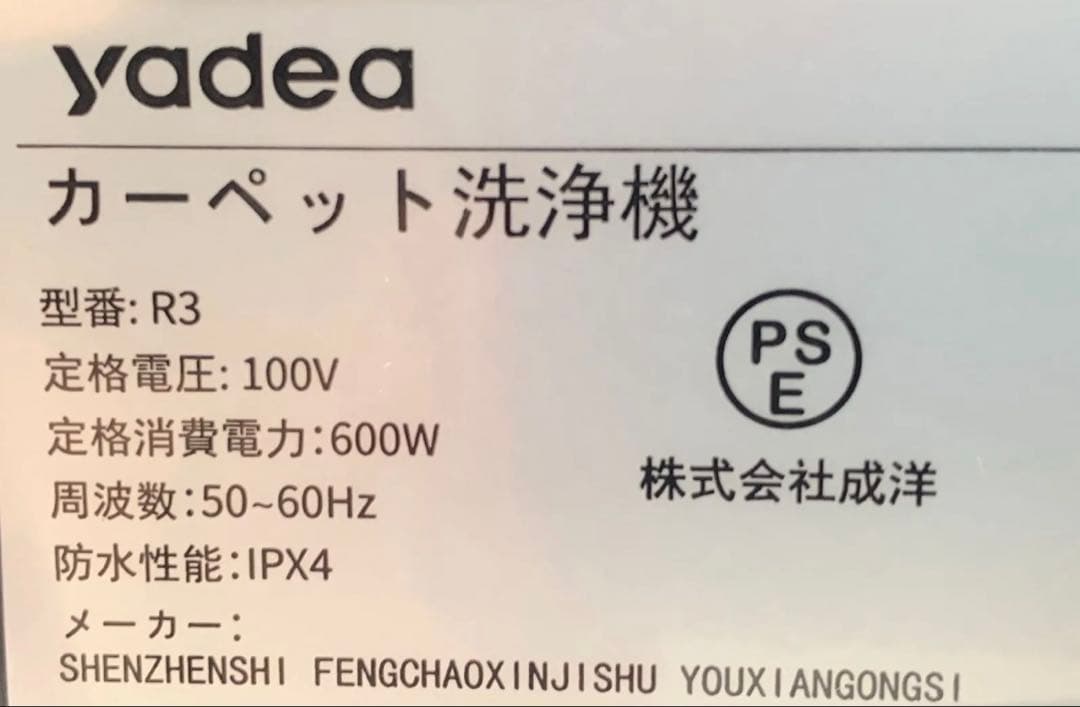 yadea
カーペット洗浄機
型番: R3
定格電圧: 100V
定格消費電力:600W
周波数:50~60Hz
防水性能:IPX4
メーカー:
SHENZHENSHI FENGCHAOXINJISHU YOUXIANGONGSI
PS
E
株式会社成洋